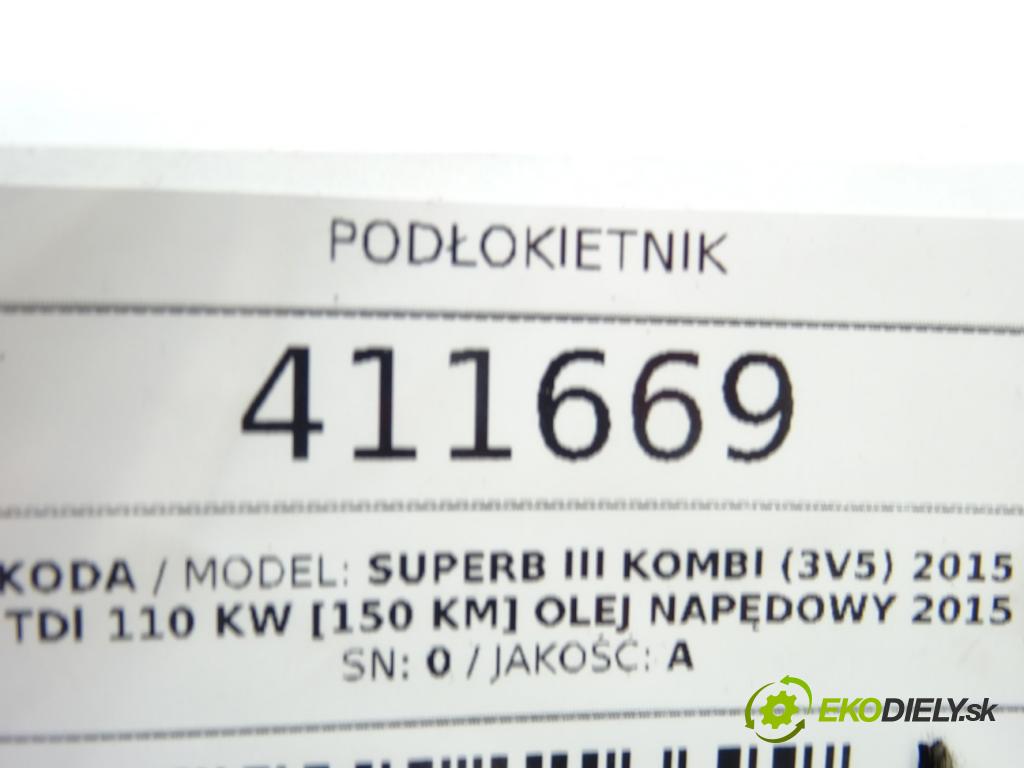 PODŁOKIETNIK
411669
KODA / MODEL: SUPERB III KOMBI (3V5) 2015
TDI 110 KW [150 KM] OLEJ NAPĘDOWY 2015
SN: 0 / JAKOŚĆ: A
EKODIELY.sk